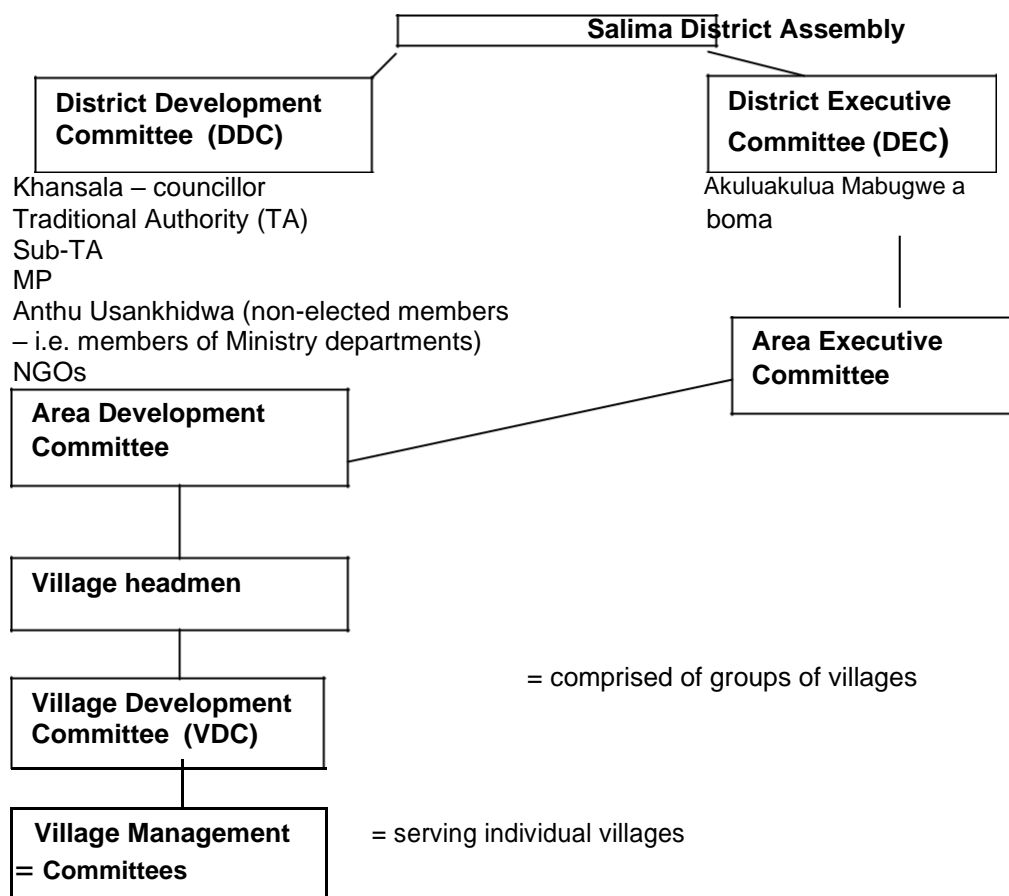 Salima District Assembly
District Development
Committee (DDC)
District Executive
Committee (DEC)
Khansala – councillor
Traditional Authority (TA)
Sub-TA
MP
Anthu Usankhidwa (non-elected members
– i.e. members of Ministry departments)
NGOs
Akuluakulua Mabugwe a
boma
Area Executive
Committee
Area Development
Committee
Village headmen
Village Development
Committee (VDC)
= comprised of groups of villages
Village Management
= Committees
= serving individual villages